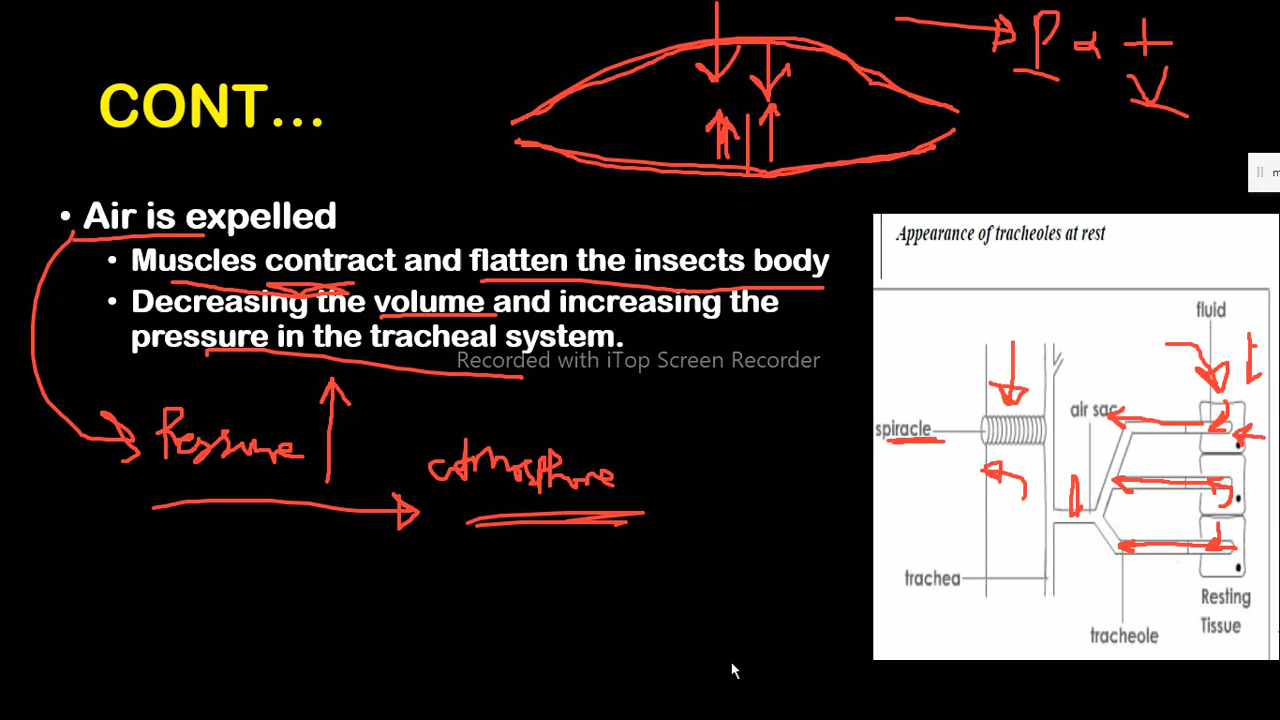 P ∝ 1
V
CONT...
m
• Air is expelled
• Muscles contract and flatten the insects body
• Decreasing the volume and increasing the
pressure in the tracheal system.
Recorded with iTop Screen Recorder
atmosphere
Appearance of tracheoles at rest
fluid
air sac
spiracle
trachea
tracheole
Resting
Tissue